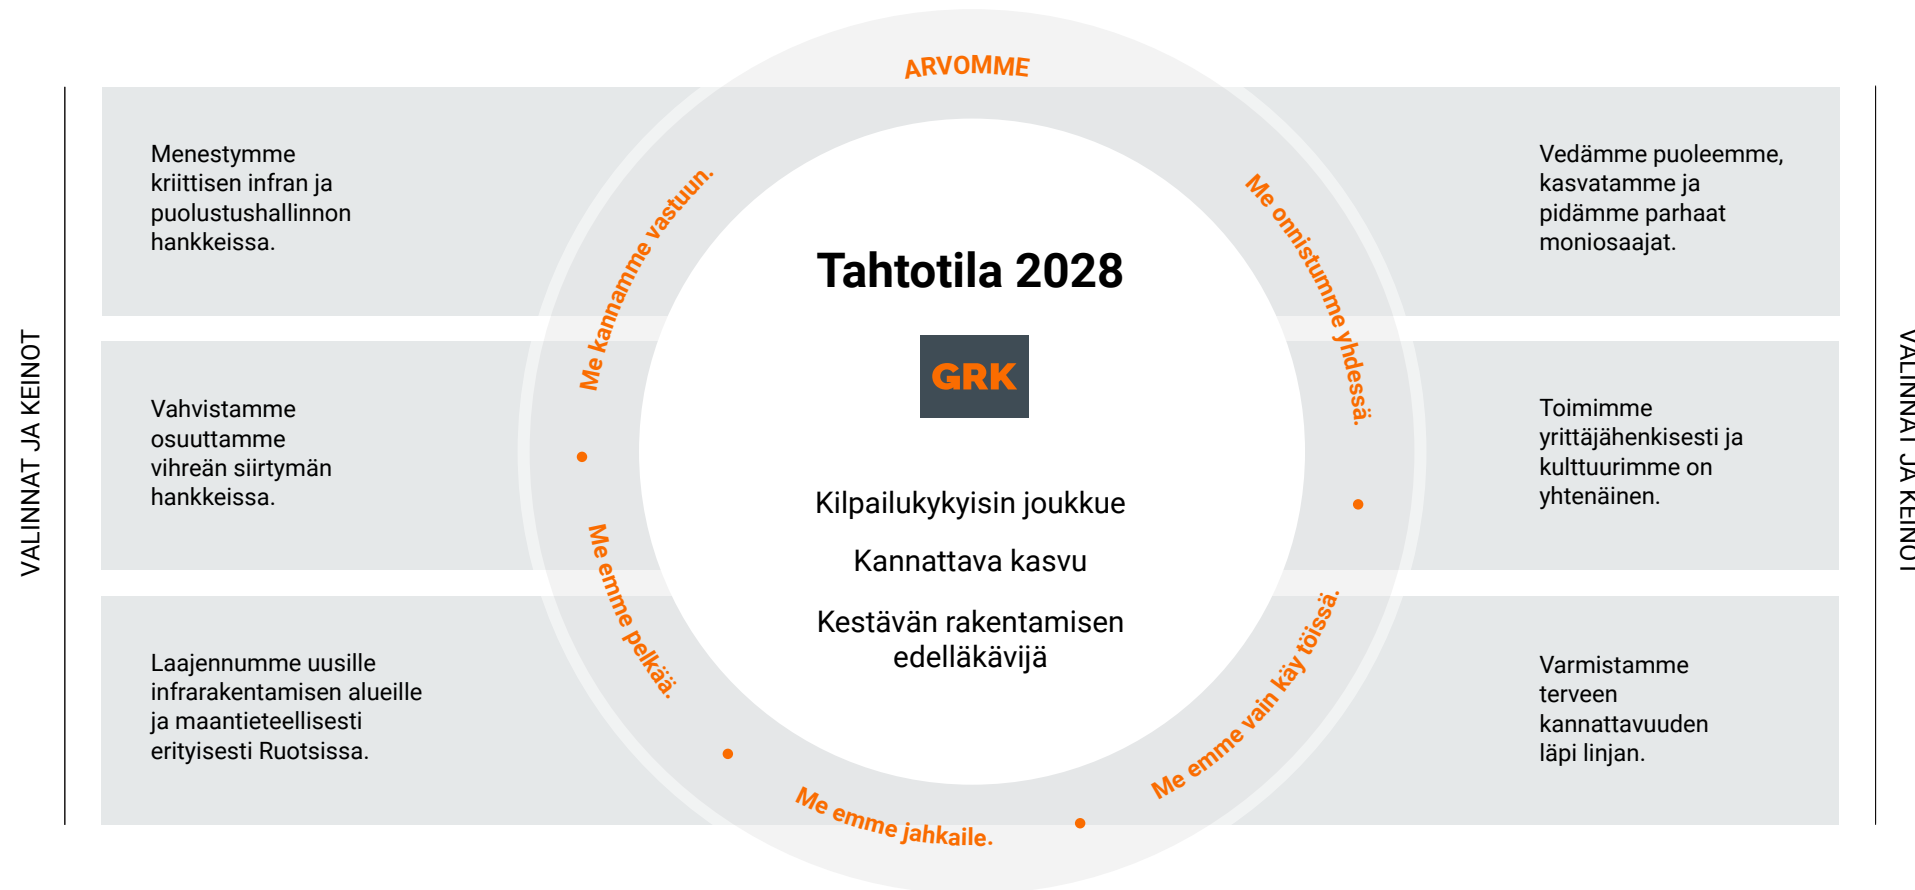 ARVOMME
VALINNAT JA KEINOT
Menestymme
kriittisen infran ja
puolustushallinnon
hankkeissa.
Vahvistamme
osuuttamme
vihreän siirtymän
hankkeissa.
Laajennumme uusille
infrarakentamisen alueille
ja maantieteellisesti
erityisesti Ruotsissa.
Me kannamme vastuun.
Me emme pelkää.
Me emme jahkaile.
Me emme vain käy töissä.
Me onnistumme yhdessä.
Tahtotila 2028
GRK
Kilpailukykyisin joukkue
Kannattava kasvu
Kestävän rakentamisen
edelläkävijä
Vedämme puoleemme,
kasvatamme ja
pidämme parhaat
moniosaajat.
Toimimme
yrittäjähenkisesti ja
kulttuurimme on
yhtenäinen.
Varmistamme
terveen
kannattavuuden
läpi linjan.
VALINNAT JA KEINOT